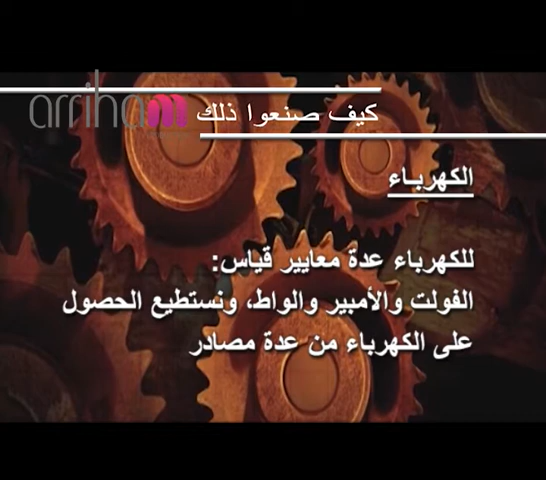 arriham
كيف صنعوا ذلك
الكهرباء
للكهرباء عدة معايير قياس:
الفولت والأمبير والواط، ونستطيع الحصول
على الكهرباء من عدة مصادر